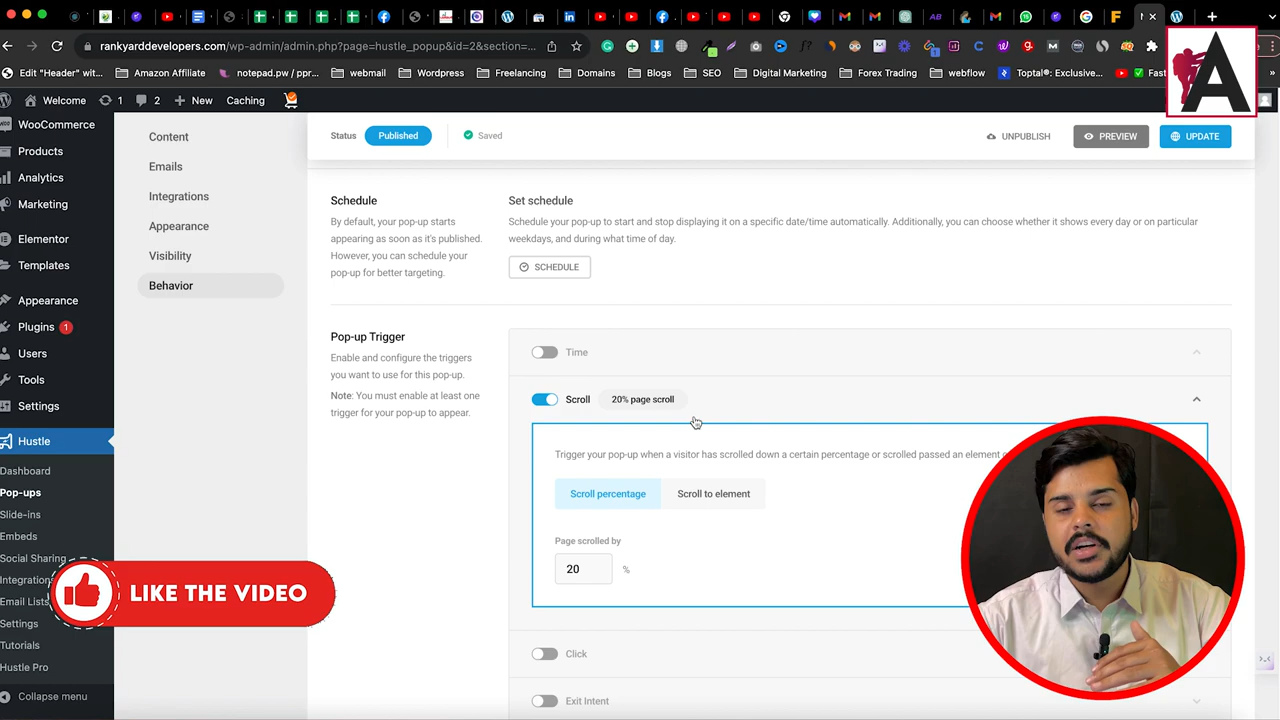 AB
F
N
rankyarddevelopers.com/wp-admin/admin.php?page=hustle_popup&id=2&section=...
Edit "Header" wit...
Amazon Affiliate
notepad.pw / ppr...
webmail
Wordpress
Freelancing
Domains
Blogs
SEO
Digital Marketing
Forex Trading
webflow
Toptal®: Exclusive...
A
Welcome
1
2
New
Caching
WooCommerce
Products
Analytics
Marketing
Elementor
Templates
Appearance
Plugins 1
Users
Tools
Settings
Hustle
Dashboard
Pop-ups
Slide-ins
Embeds
Social Sharing
Email Lists
Settings
Tutorials
Hustle Pro
Collapse menu
LIKE THE VIDEO
Content
Emails
Integrations
Appearance
Visibility
Behavior
Status Published Saved UNPUBLISH PREVIEW UPDATE
Schedule
By default, your pop-up starts
appearing as soon as it's published.
However, you can schedule your
pop-up for better targeting.
Set schedule
Schedule your pop-up to start and stop displaying it on a specific date/time automatically. Additionally, you can choose whether it shows every day or on particular
weekdays, and during what time of day.
SCHEDULE
Pop-up Trigger
Enable and configure the triggers
you want to use for this pop-up.
Note: You must enable at least one
trigger for your pop-up to appear.
Time
Scroll 20% page scroll
Trigger your pop-up when a visitor has scrolled down a certain percentage or scrolled passed an element
Scroll percentage Scroll to element
Page scrolled by
20 %
Click
Exit Intent